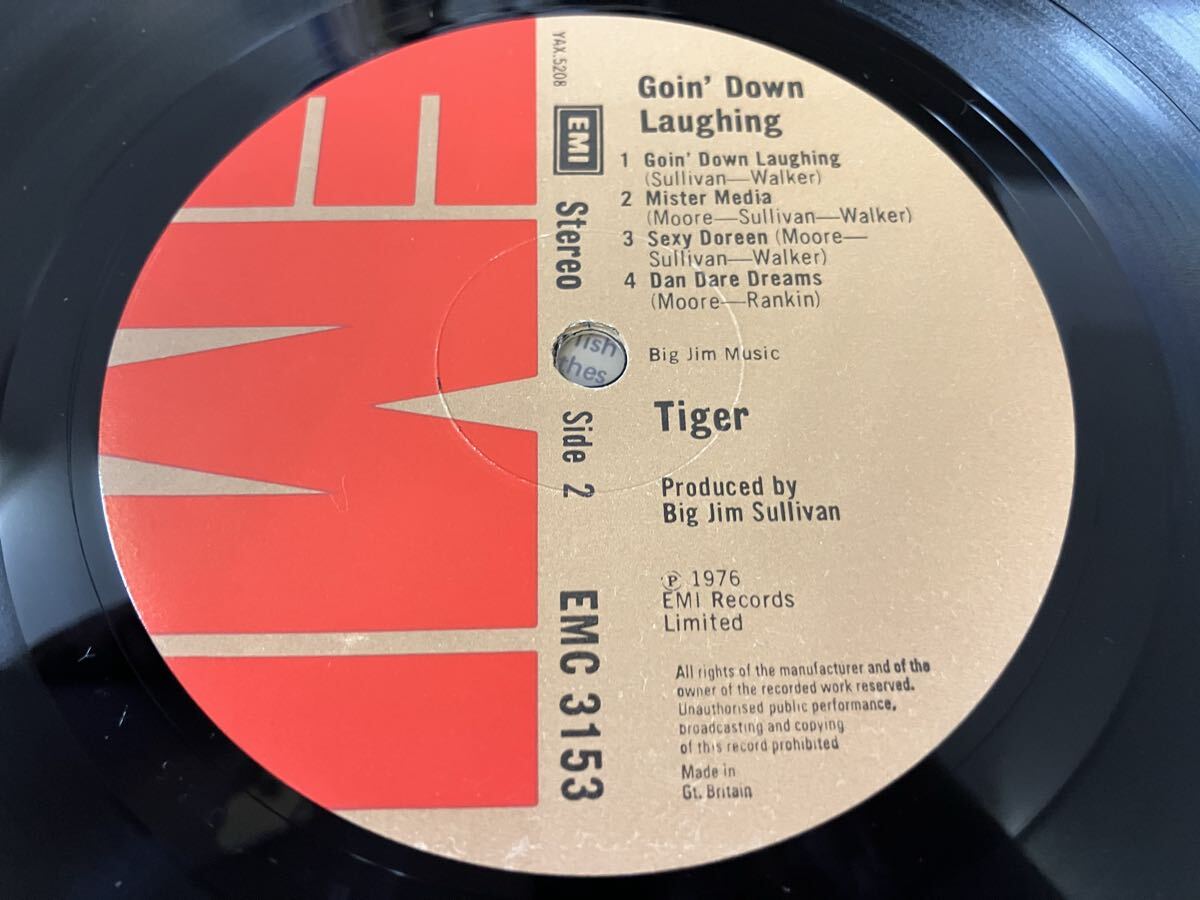 YAX.5208
EMI
Stereo
Side 2
EMC 3153
Goin' Down
Laughing
1 Goin' Down Laughing
(Sullivan—Walker)
2 Mister Media
(Moore—Sullivan—Walker)
3 Sexy Doreen (Moore—
Sullivan—Walker)
4 Dan Dare Dreams
(Moore—Rankin)
Big Jim Music
Tiger
Produced by
Big Jim Sullivan
℗ 1976
EMI Records
Limited
All rights of the manufacturer and of the
owner of the recorded work reserved.
Unauthorised public performance,
broadcasting and copying
of this record prohibited
Made in
Gt. Britain
EMI